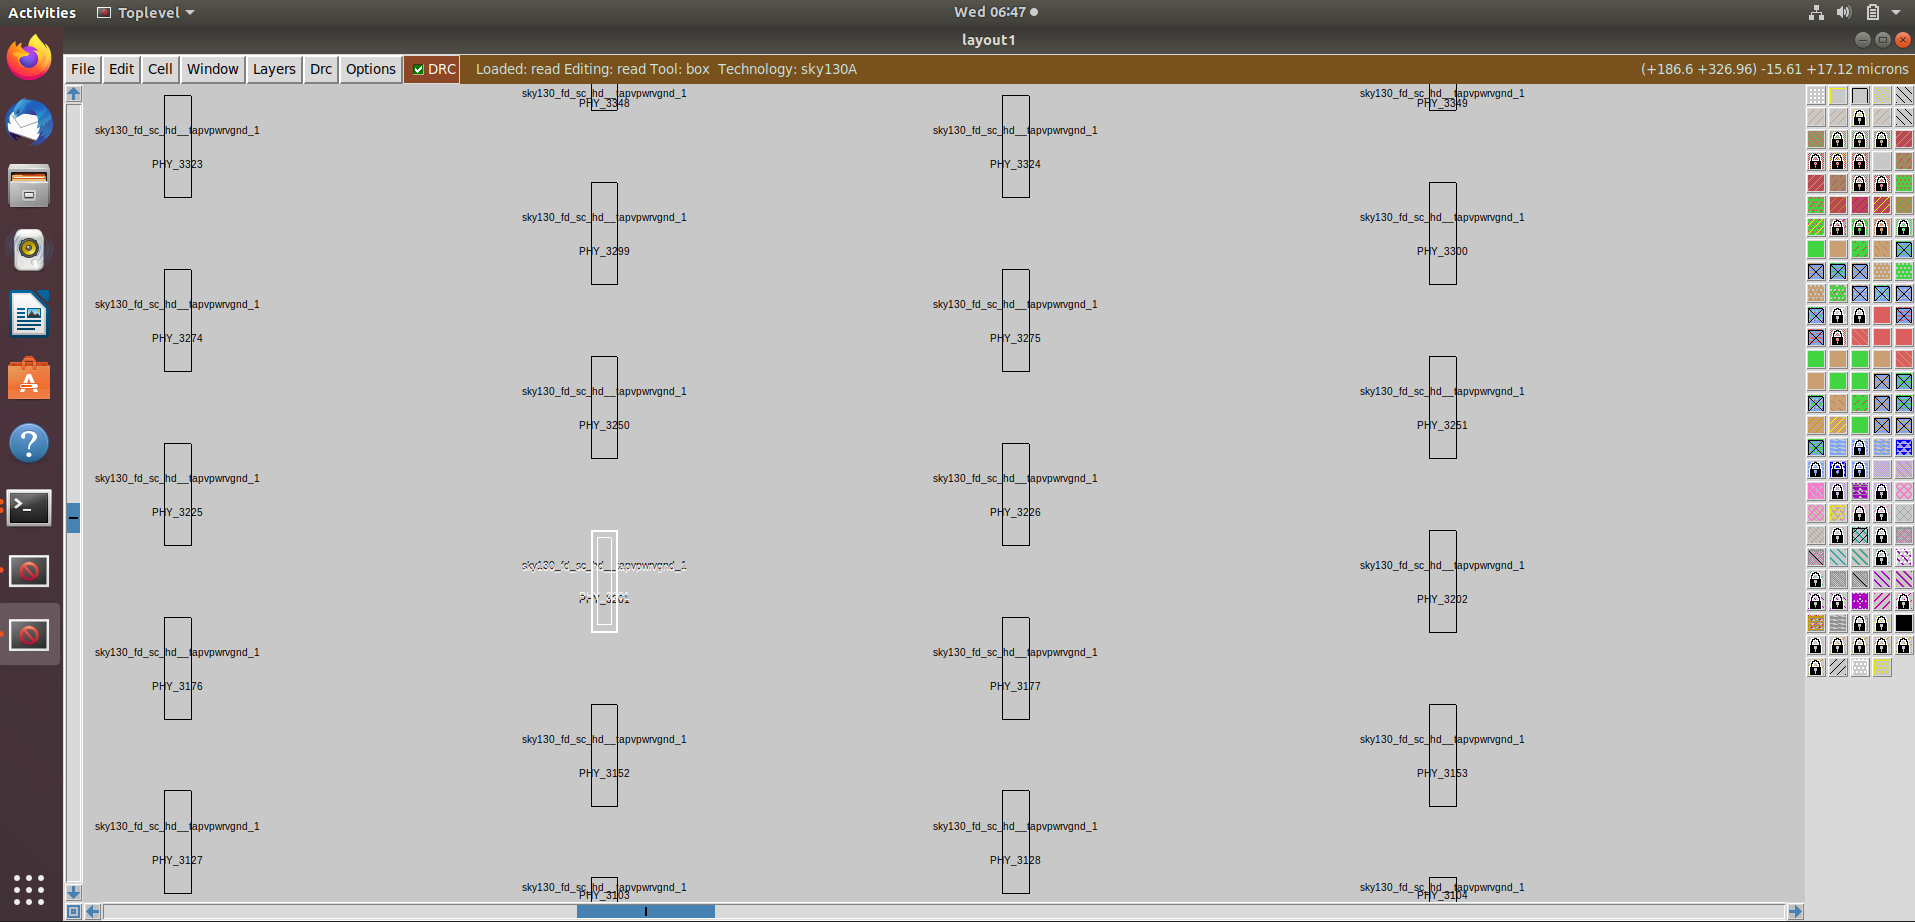 Activities Toplevel Wed 06:47
layout1
File Edit Cell Window Layers Drc Options DRC Loaded: read Editing: read Tool: box Technology: sky130A (+186.6 +326.96) -15.61 +17.12 microns
sky130_fd_sc_hd__tapvpwrvgnd_1 sky130_fd_sc_hd__tapvpwrvgnd_1
PHY_3348 PHY_3349
sky130_fd_sc_hd__tapvpwrvgnd_1 sky130_fd_sc_hd__tapvpwrvgnd_1
PHY_3323 PHY_3324
sky130_fd_sc_hd__tapvpwrvgnd_1 sky130_fd_sc_hd__tapvpwrvgnd_1
PHY_3299 PHY_3300
sky130_fd_sc_hd__tapvpwrvgnd_1 sky130_fd_sc_hd__tapvpwrvgnd_1
PHY_3274 PHY_3275
sky130_fd_sc_hd__tapvpwrvgnd_1 sky130_fd_sc_hd__tapvpwrvgnd_1
PHY_3250 PHY_3251
sky130_fd_sc_hd__tapvpwrvgnd_1 sky130_fd_sc_hd__tapvpwrvgnd_1
PHY_3225 PHY_3226
sky130_fd_sc_hd__tapvpwrvgnd_1 sky130_fd_sc_hd__tapvpwrvgnd_1
PHY_3201 PHY_3202
sky130_fd_sc_hd__tapvpwrvgnd_1 sky130_fd_sc_hd__tapvpwrvgnd_1
PHY_3176 PHY_3177
sky130_fd_sc_hd__tapvpwrvgnd_1 sky130_fd_sc_hd__tapvpwrvgnd_1
PHY_3152 PHY_3153
sky130_fd_sc_hd__tapvpwrvgnd_1 sky130_fd_sc_hd__tapvpwrvgnd_1
PHY_3127 PHY_3128
sky130_fd_sc_hd__tapvpwrvgnd_1 sky130_fd_sc_hd__tapvpwrvgnd_1
PHY_3103 PHY_3104